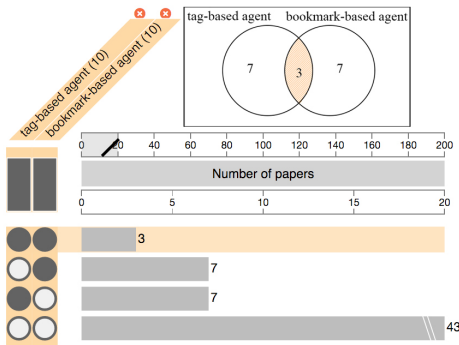 tag-based agent bookmark-based agent
7 3 7
tag-based agent (10)
bookmark-based agent (10)
0 20 40 60 80 100 120 140 160 180 200
Number of papers
0 5 10 15 20
3
7
7
43